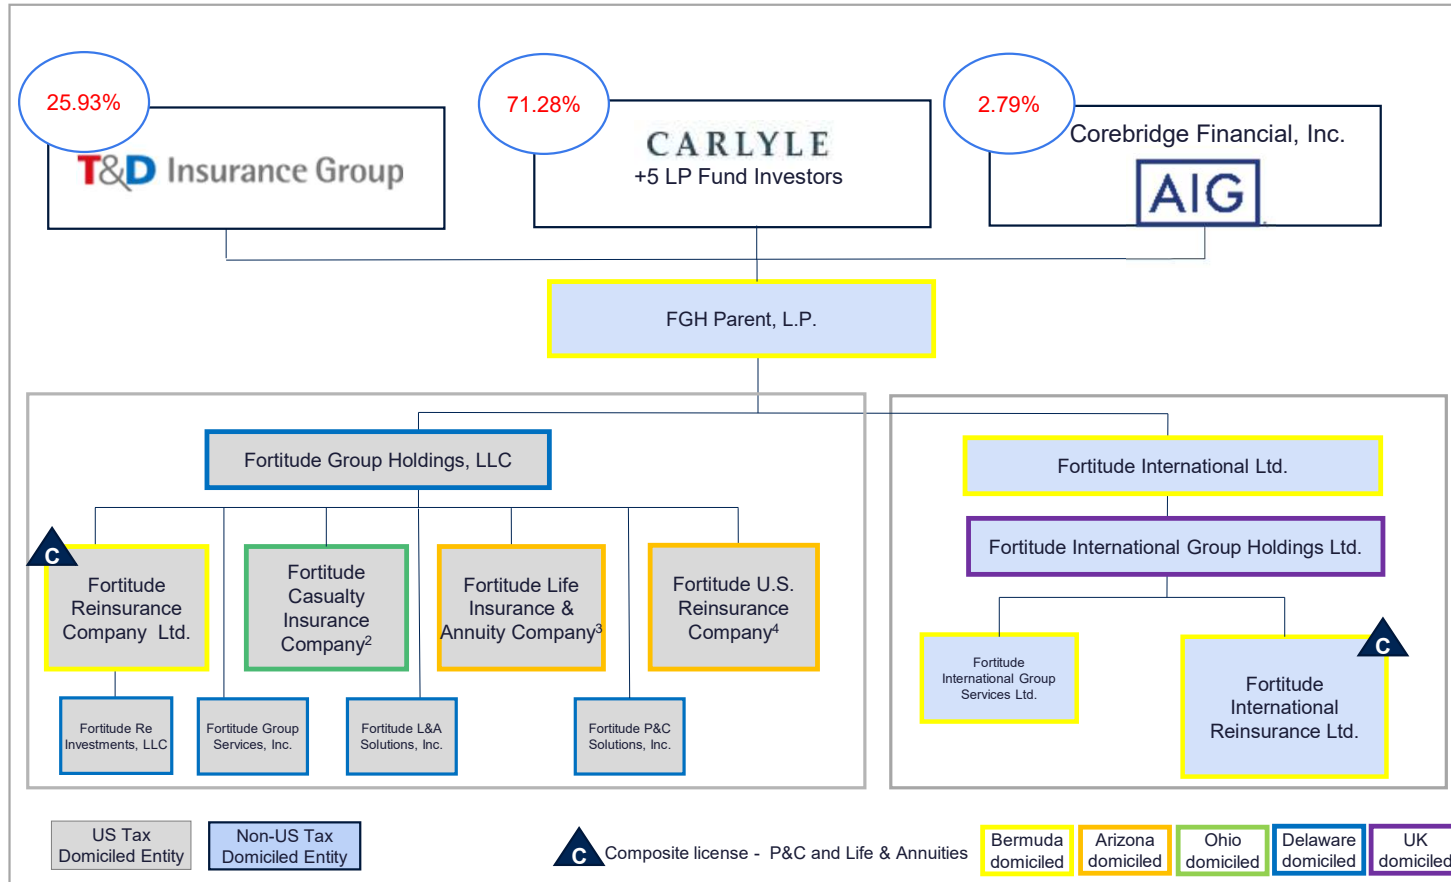 25.93%
71.28%
2.79%
T&D Insurance Group
CARLYLE
+5 LP Fund Investors
Corebridge Financial, Inc.
AIG
FGH Parent, L.P.
Fortitude Group Holdings, LLC
Fortitude International Ltd.
Fortitude International Group Holdings Ltd.
C
Fortitude
Reinsurance
Company Ltd.
Fortitude
Casualty
Insurance
Company²
Fortitude Life
Insurance &
Annuity Company³
Fortitude U.S.
Reinsurance
Company⁴
Fortitude
International Group
Services Ltd.
C
Fortitude
International
Reinsurance Ltd.
Fortitude Re
Investments, LLC
Fortitude Group
Services, Inc.
Fortitude L&A
Solutions, Inc.
Fortitude P&C
Solutions, Inc.
US Tax
Domiciled Entity
Non-US Tax
Domiciled Entity
C
Composite license - P&C and Life & Annuities
Bermuda
domiciled
Arizona
domiciled
Ohio
domiciled
Delaware
domiciled
UK
domiciled